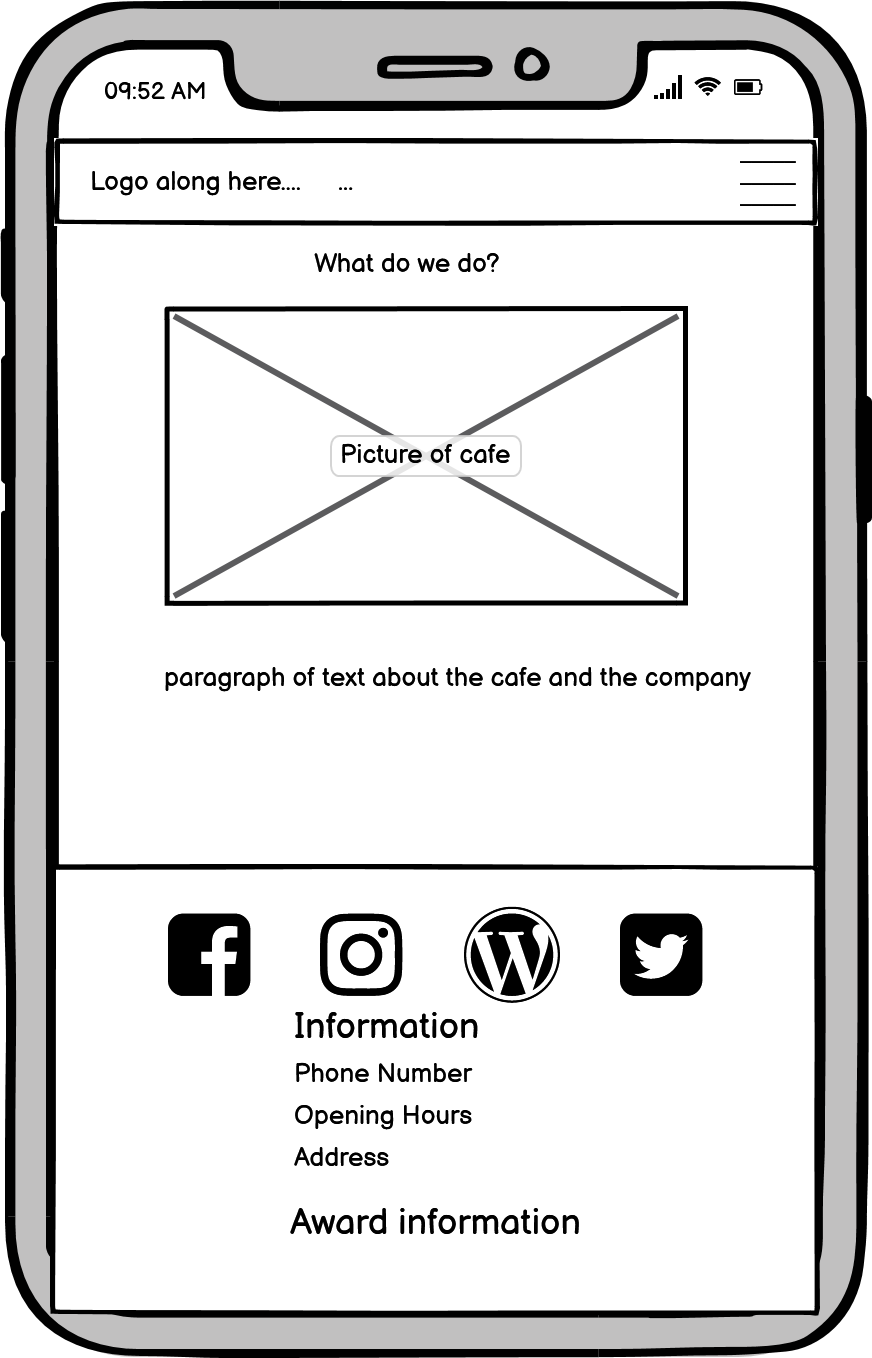 09:52 AM
Logo along here.... ...
What do we do?
Picture of cafe
paragraph of text about the cafe and the company
Information
Phone Number
Opening Hours
Address
Award information